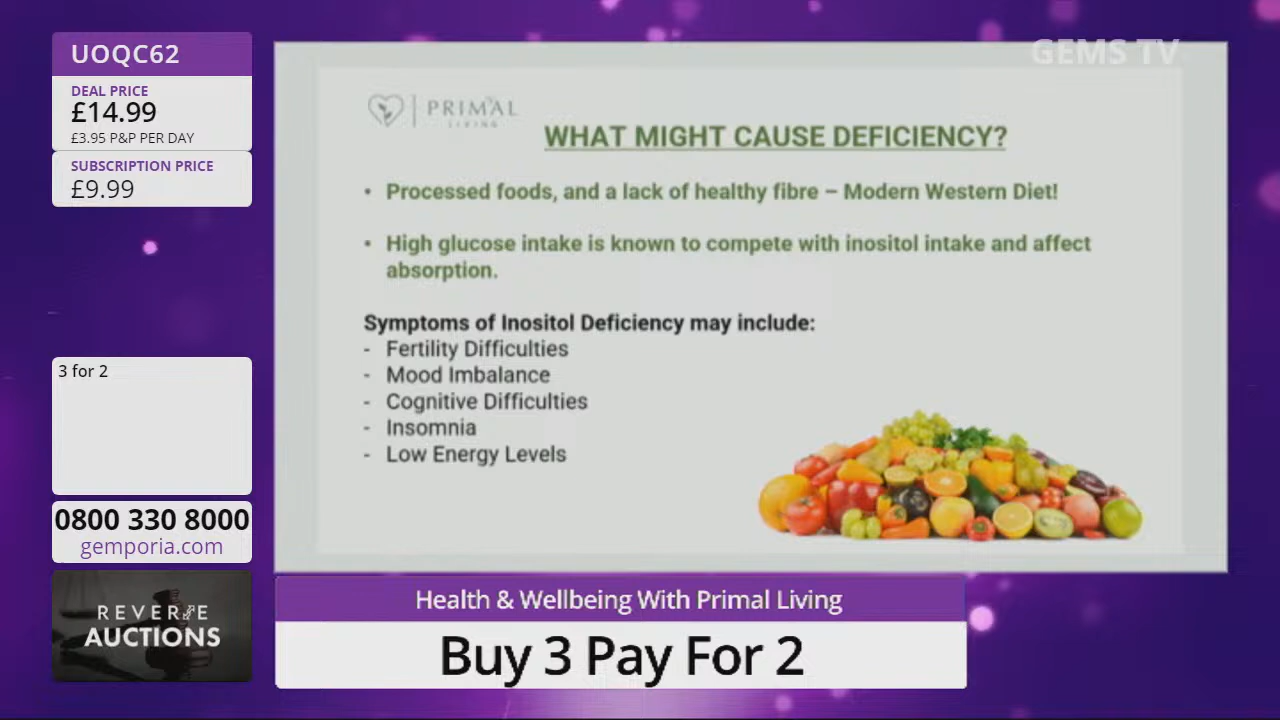 UOQC62
DEAL PRICE
£14.99
£3.95 P&P PER DAY
SUBSCRIPTION PRICE
£9.99
3 for 2
0800 330 8000
gemporia.com
REVERSE
AUCTIONS
GEMS TV
PRIMAL
LIVING
WHAT MIGHT CAUSE DEFICIENCY?
• Processed foods, and a lack of healthy fibre – Modern Western Diet!
• High glucose intake is known to compete with inositol intake and affect
absorption.
Symptoms of Inositol Deficiency may include:
- Fertility Difficulties
- Mood Imbalance
- Cognitive Difficulties
- Insomnia
- Low Energy Levels
Health & Wellbeing With Primal Living
Buy 3 Pay For 2